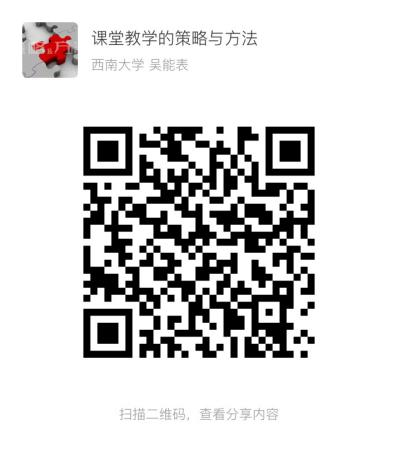 课堂教学的策略与方法
西南大学 吴能表
扫描二维码，查看分享内容